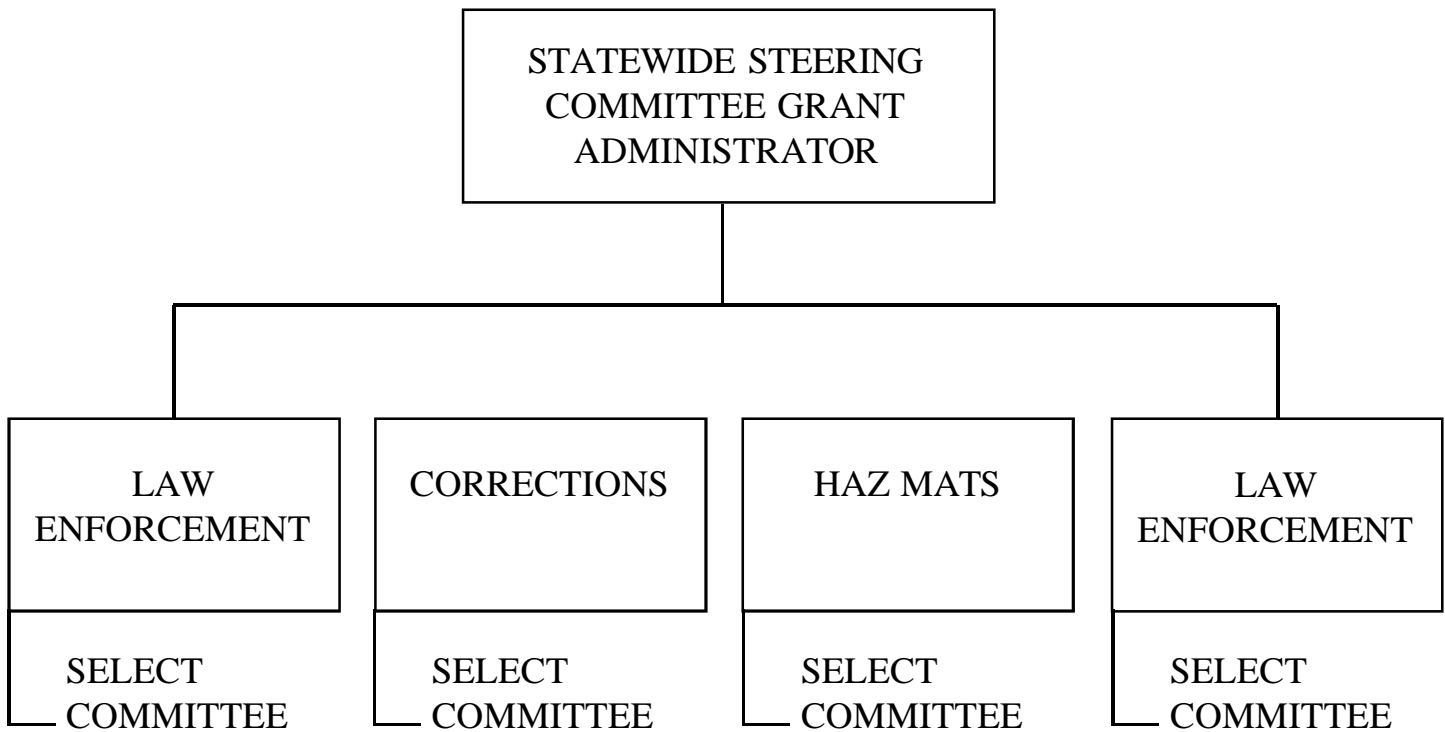 STATEWIDE STEERING
COMMITTEE GRANT
ADMINISTRATOR
LAW
ENFORCEMENT
CORRECTIONS
HAZ MATS
LAW
ENFORCEMENT
SELECT
COMMITTEE
SELECT
COMMITTEE
SELECT
COMMITTEE
SELECT
COMMITTEE